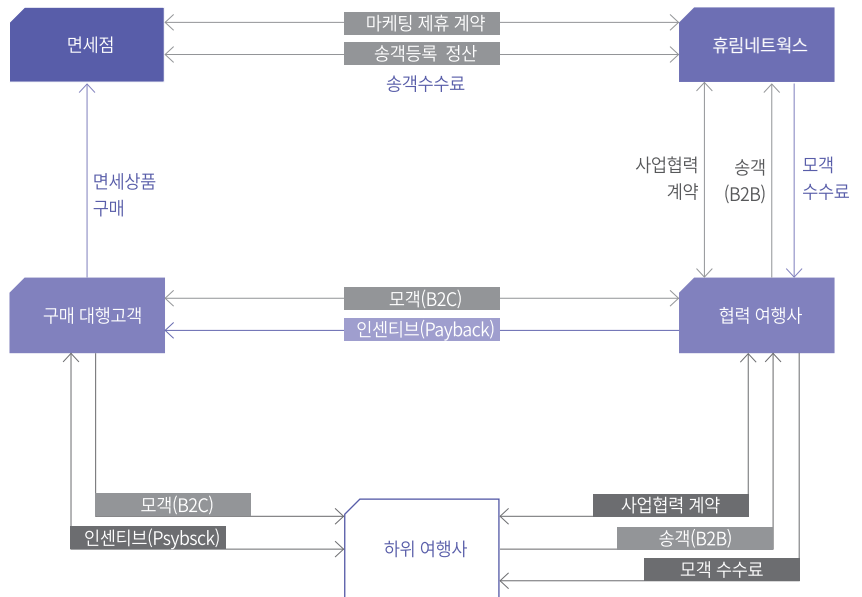 면세점
마케팅 제휴 계약
휴림네트웍스
송객등록 정산
송객수수료
면세상품
구매
사업협력
계약
송객
(B2B)
모객
수수료
구매 대행고객
모객(B2C)
인센티브(Payback)
협력 여행사
모객(B2C)
인센티브(Psybsck)
하위 여행사
사업협력 계약
송객(B2B)
모객 수수료